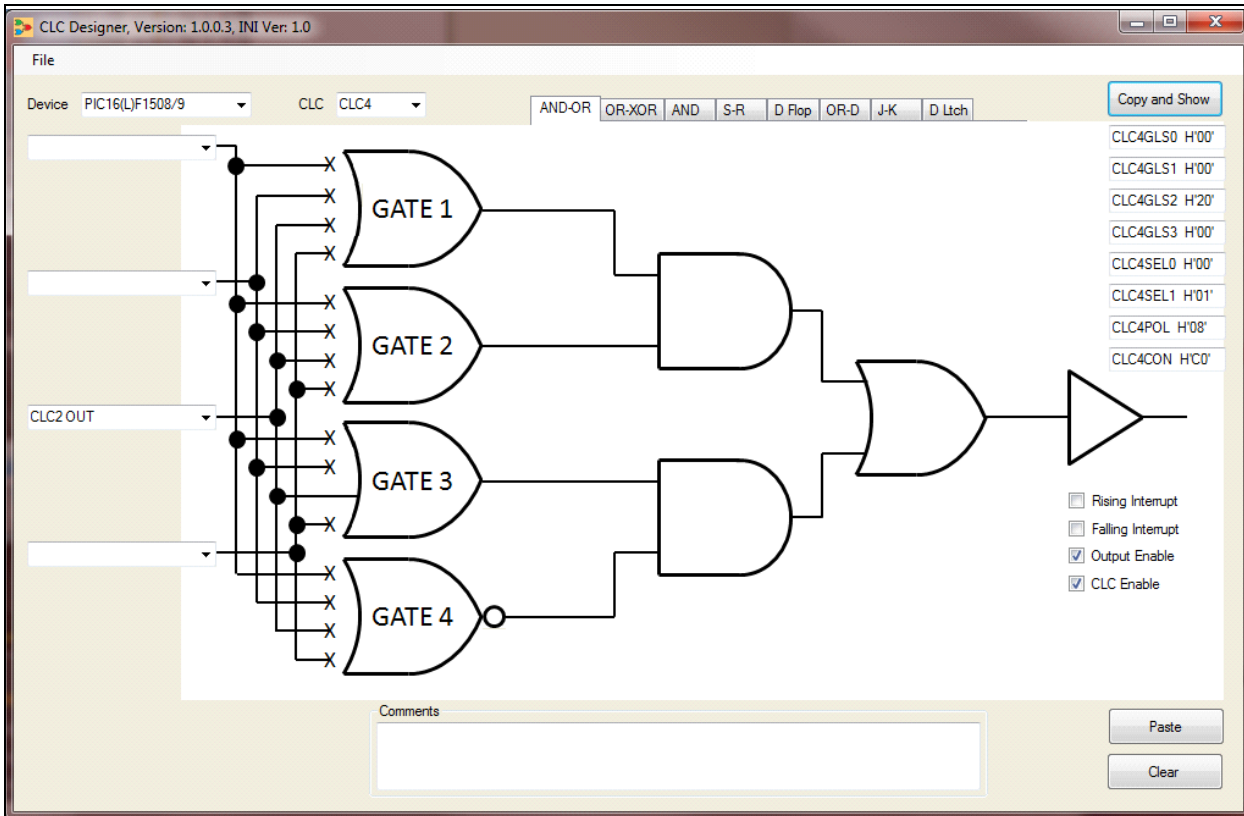 CLC Designer, Version: 1.0.0.3, INI Ver: 1.0
File
Device PIC16(L)F1508/9 CLC CLC4
AND-OR OR-XOR AND S-R D Flop OR-D J-K D Ltch
Copy and Show
CLC4GLS0 H'00'
CLC4GLS1 H'00'
CLC4GLS2 H'20'
CLC4GLS3 H'00'
CLC4SEL0 H'00'
CLC4SEL1 H'01'
CLC4POL H'08'
CLC4CON H'C0'
X
X
X
X
GATE 1
X
X
X
X
GATE 2
CLC2 OUT
X
X
X
GATE 3
X
X
X
X
GATE 4
Rising Interrupt
Falling Interrupt
Output Enable
CLC Enable
Comments
Paste
Clear